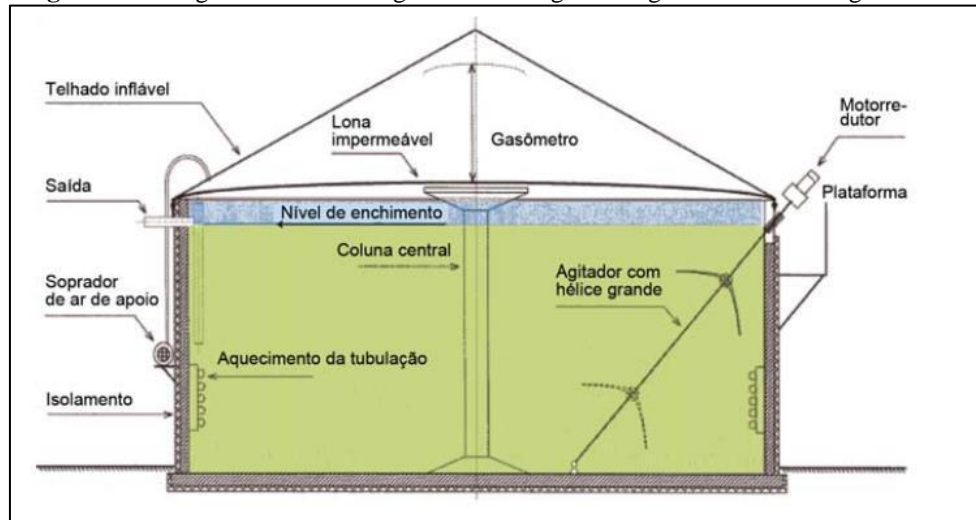 Telhado inflável
Lona
impermeável
Gasômetro
Motorre-
dutor
Saída
Plataforma
Nível de enchimento
Coluna central
Soprador
de ar de apoio
Agitador com
hélice grande
Aquecimento da tubulação
Isolamento